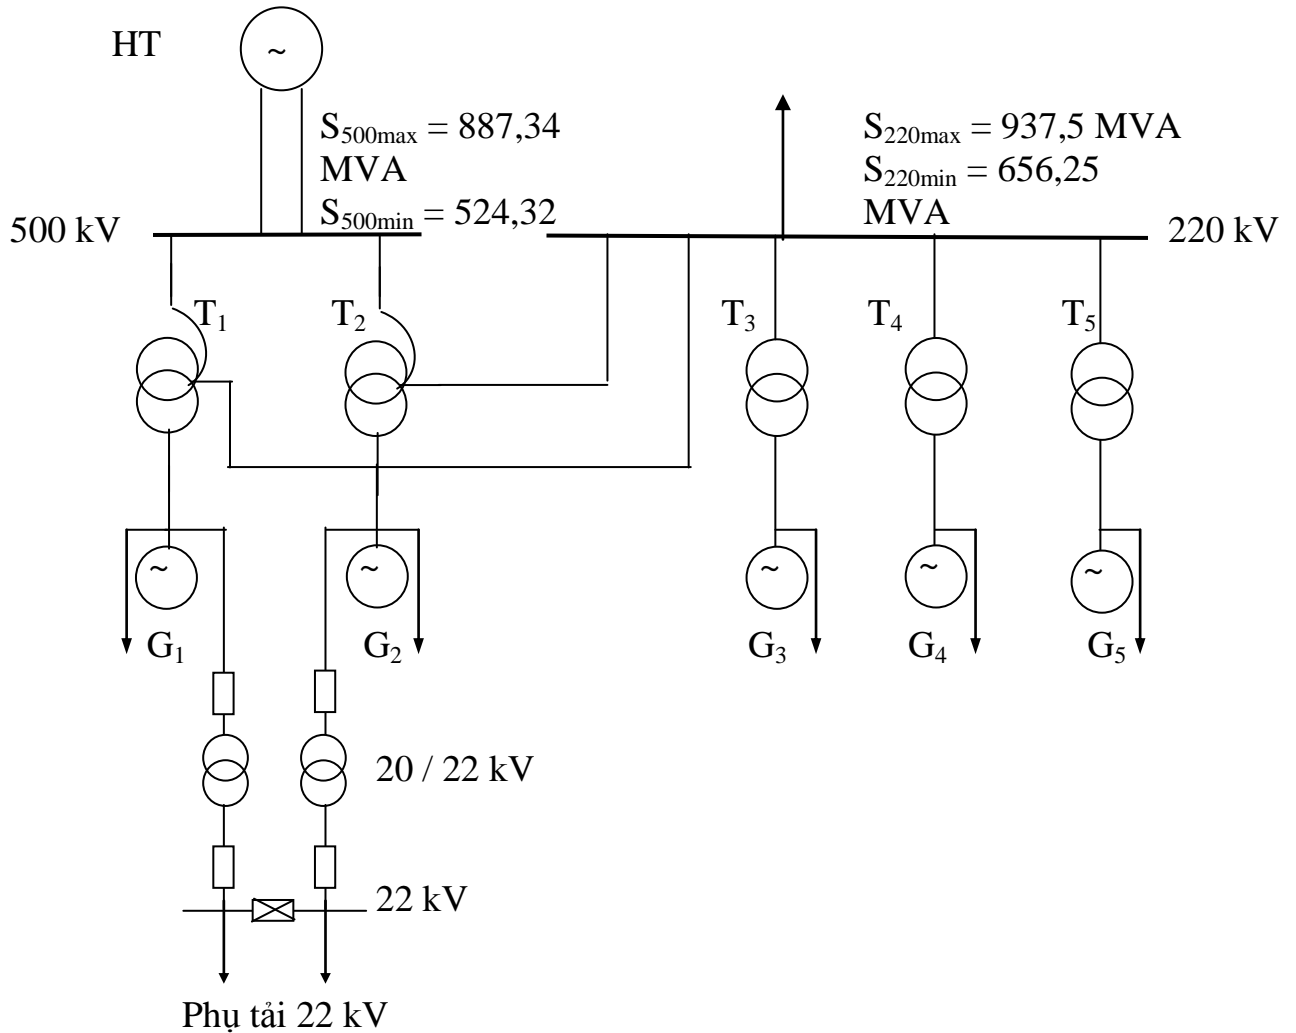 HT
~
S500max = 887,34
MVA
S500min = 524,32
S220max = 937,5 MVA
S220min = 656,25
MVA
500 kV
220 kV
T1
T2
T3
T4
T5
~
~
~
~
~
G1
G2
G3
G4
G5
20 / 22 kV
22 kV
Phụ tải 22 kV